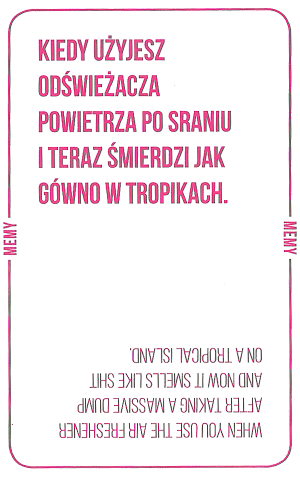 KIEDY UŻYJESZ
ODŚWIEŻACZA
POWIETRZA PO SRANIU
I TERAZ ŚMIERDZI JAK
GÓWNO W TROPIKACH.
MEMY
MEMY
WHEN YOU USE THE AIR FRESHENER
AFTER TAKING A MASSIVE DUMP
AND NOW IT SMELLS LIKE SHIT
ON A TROPICAL ISLAND.